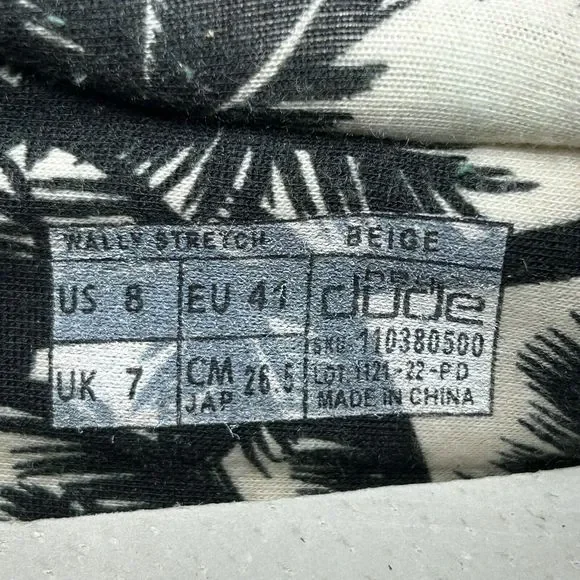 WALLY STRETCH BEIGE
US 8 EU 41 dude
UK 7 CM 26.5 SKU: 110380500
JAP LOT: 1121-22-PD
MADE IN CHINA